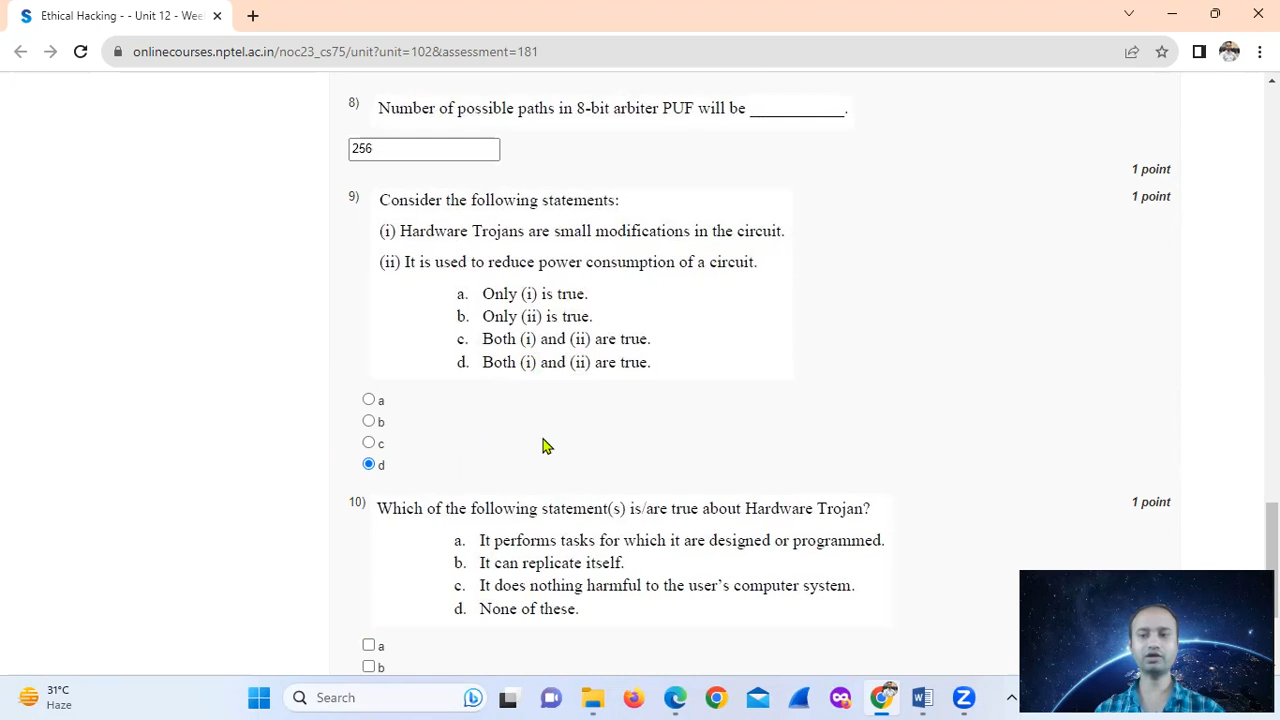 Ethical Hacking - - Unit 12 - Wee
onlinecourses.nptel.ac.in/noc23_cs75/unit?unit=102&assessment=181
8) Number of possible paths in 8-bit arbiter PUF will be ____________.
256
1 point
9) Consider the following statements:
1 point
(i) Hardware Trojans are small modifications in the circuit.
(ii) It is used to reduce power consumption of a circuit.
a. Only (i) is true.
b. Only (ii) is true.
c. Both (i) and (ii) are true.
d. Both (i) and (ii) are true.
a
b
c
d
10) Which of the following statement(s) is/are true about Hardware Trojan?
1 point
a. It performs tasks for which it are designed or programmed.
b. It can replicate itself.
c. It does nothing harmful to the user's computer system.
d. None of these.
a
b
31°C
Haze
Search